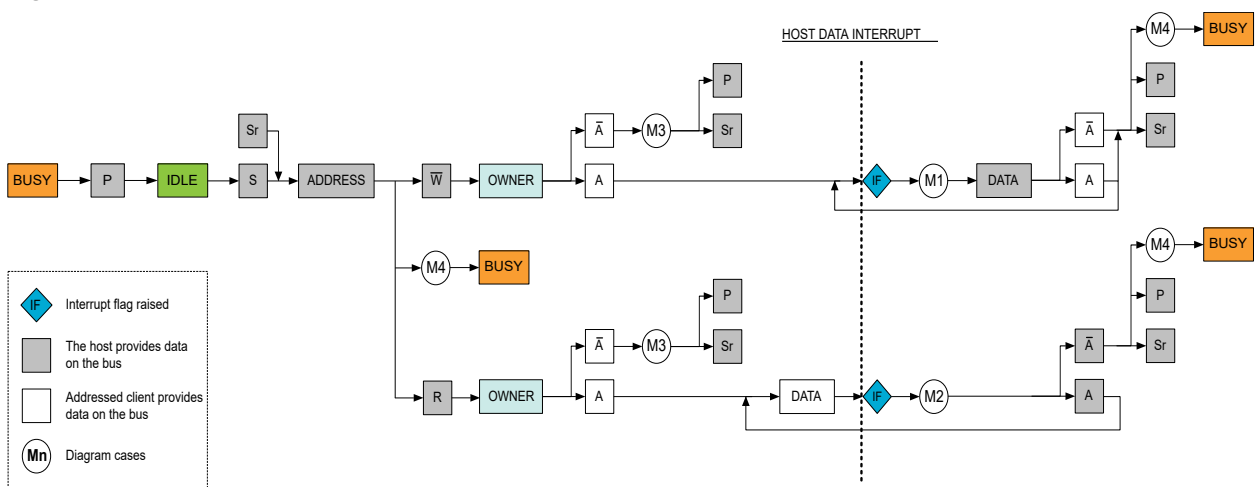 HOST DATA INTERRUPT
M4 BUSY
P
Sr Ā M3 Sr Ā Sr
P
BUSY P IDLE S ADDRESS W̅ OWNER A IF M1 DATA A
M4 BUSY
M4 BUSY
IF Interrupt flag raised
P P
The host provides data
on the bus
Ā M3 Sr Ā Sr
R OWNER A DATA IF M2 A
Addressed client provides
data on the bus
Mn Diagram cases